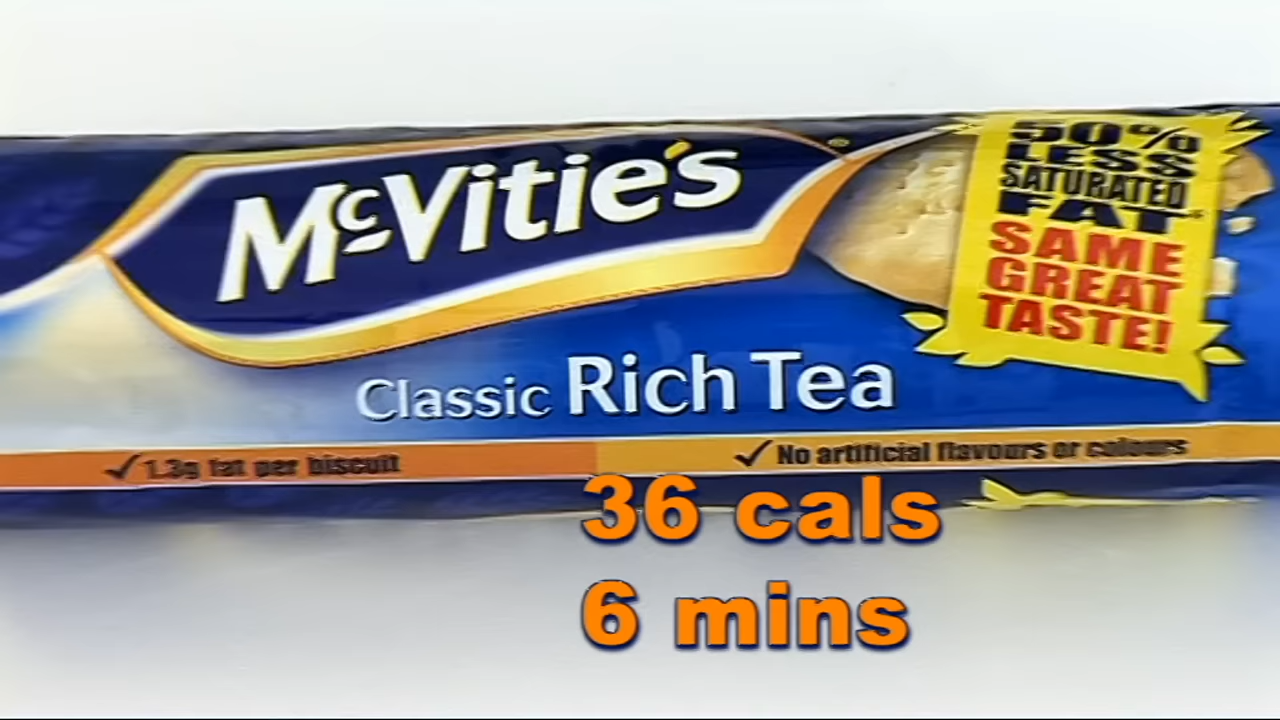 McVitie's
50%
LESS
SATURATED
FAT*
SAME
GREAT
TASTE!
Classic Rich Tea
✓ 1.3g fat per biscuit
✓ No artificial flavours or colours
36 cals
6 mins